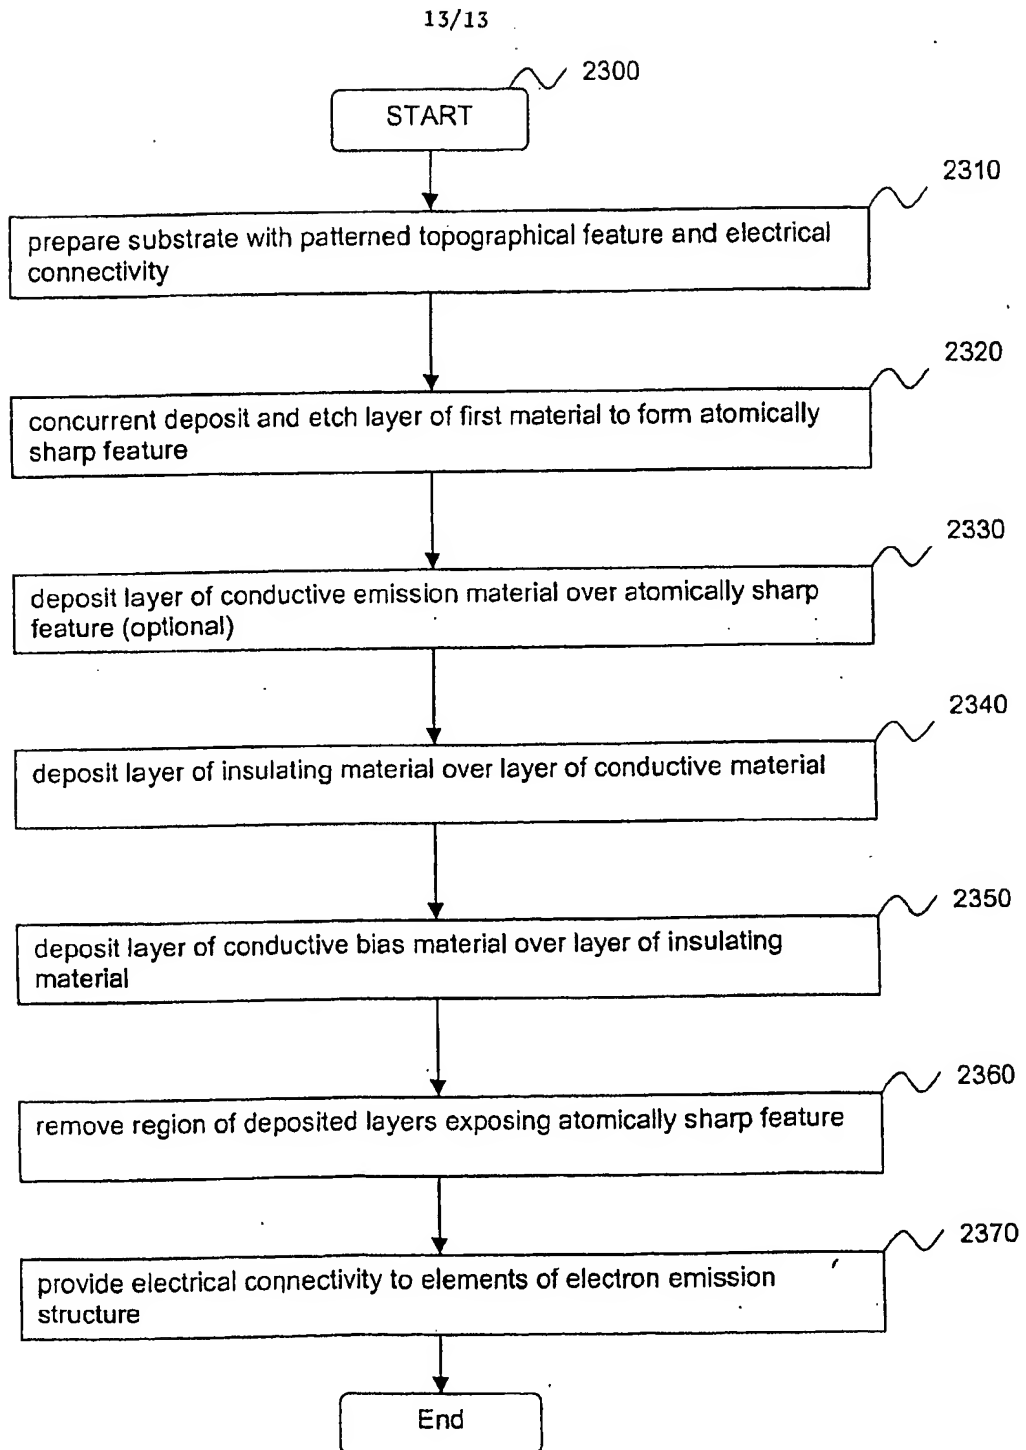 13/13
2300
START
2310
prepare substrate with patterned topographical feature and electrical
connectivity
2320
concurrent deposit and etch layer of first material to form atomically
sharp feature
2330
deposit layer of conductive emission material over atomically sharp
feature (optional)
2340
deposit layer of insulating material over layer of conductive material
2350
deposit layer of conductive bias material over layer of insulating
material
2360
remove region of deposited layers exposing atomically sharp feature
2370
provide electrical connectivity to elements of electron emission
structure
End